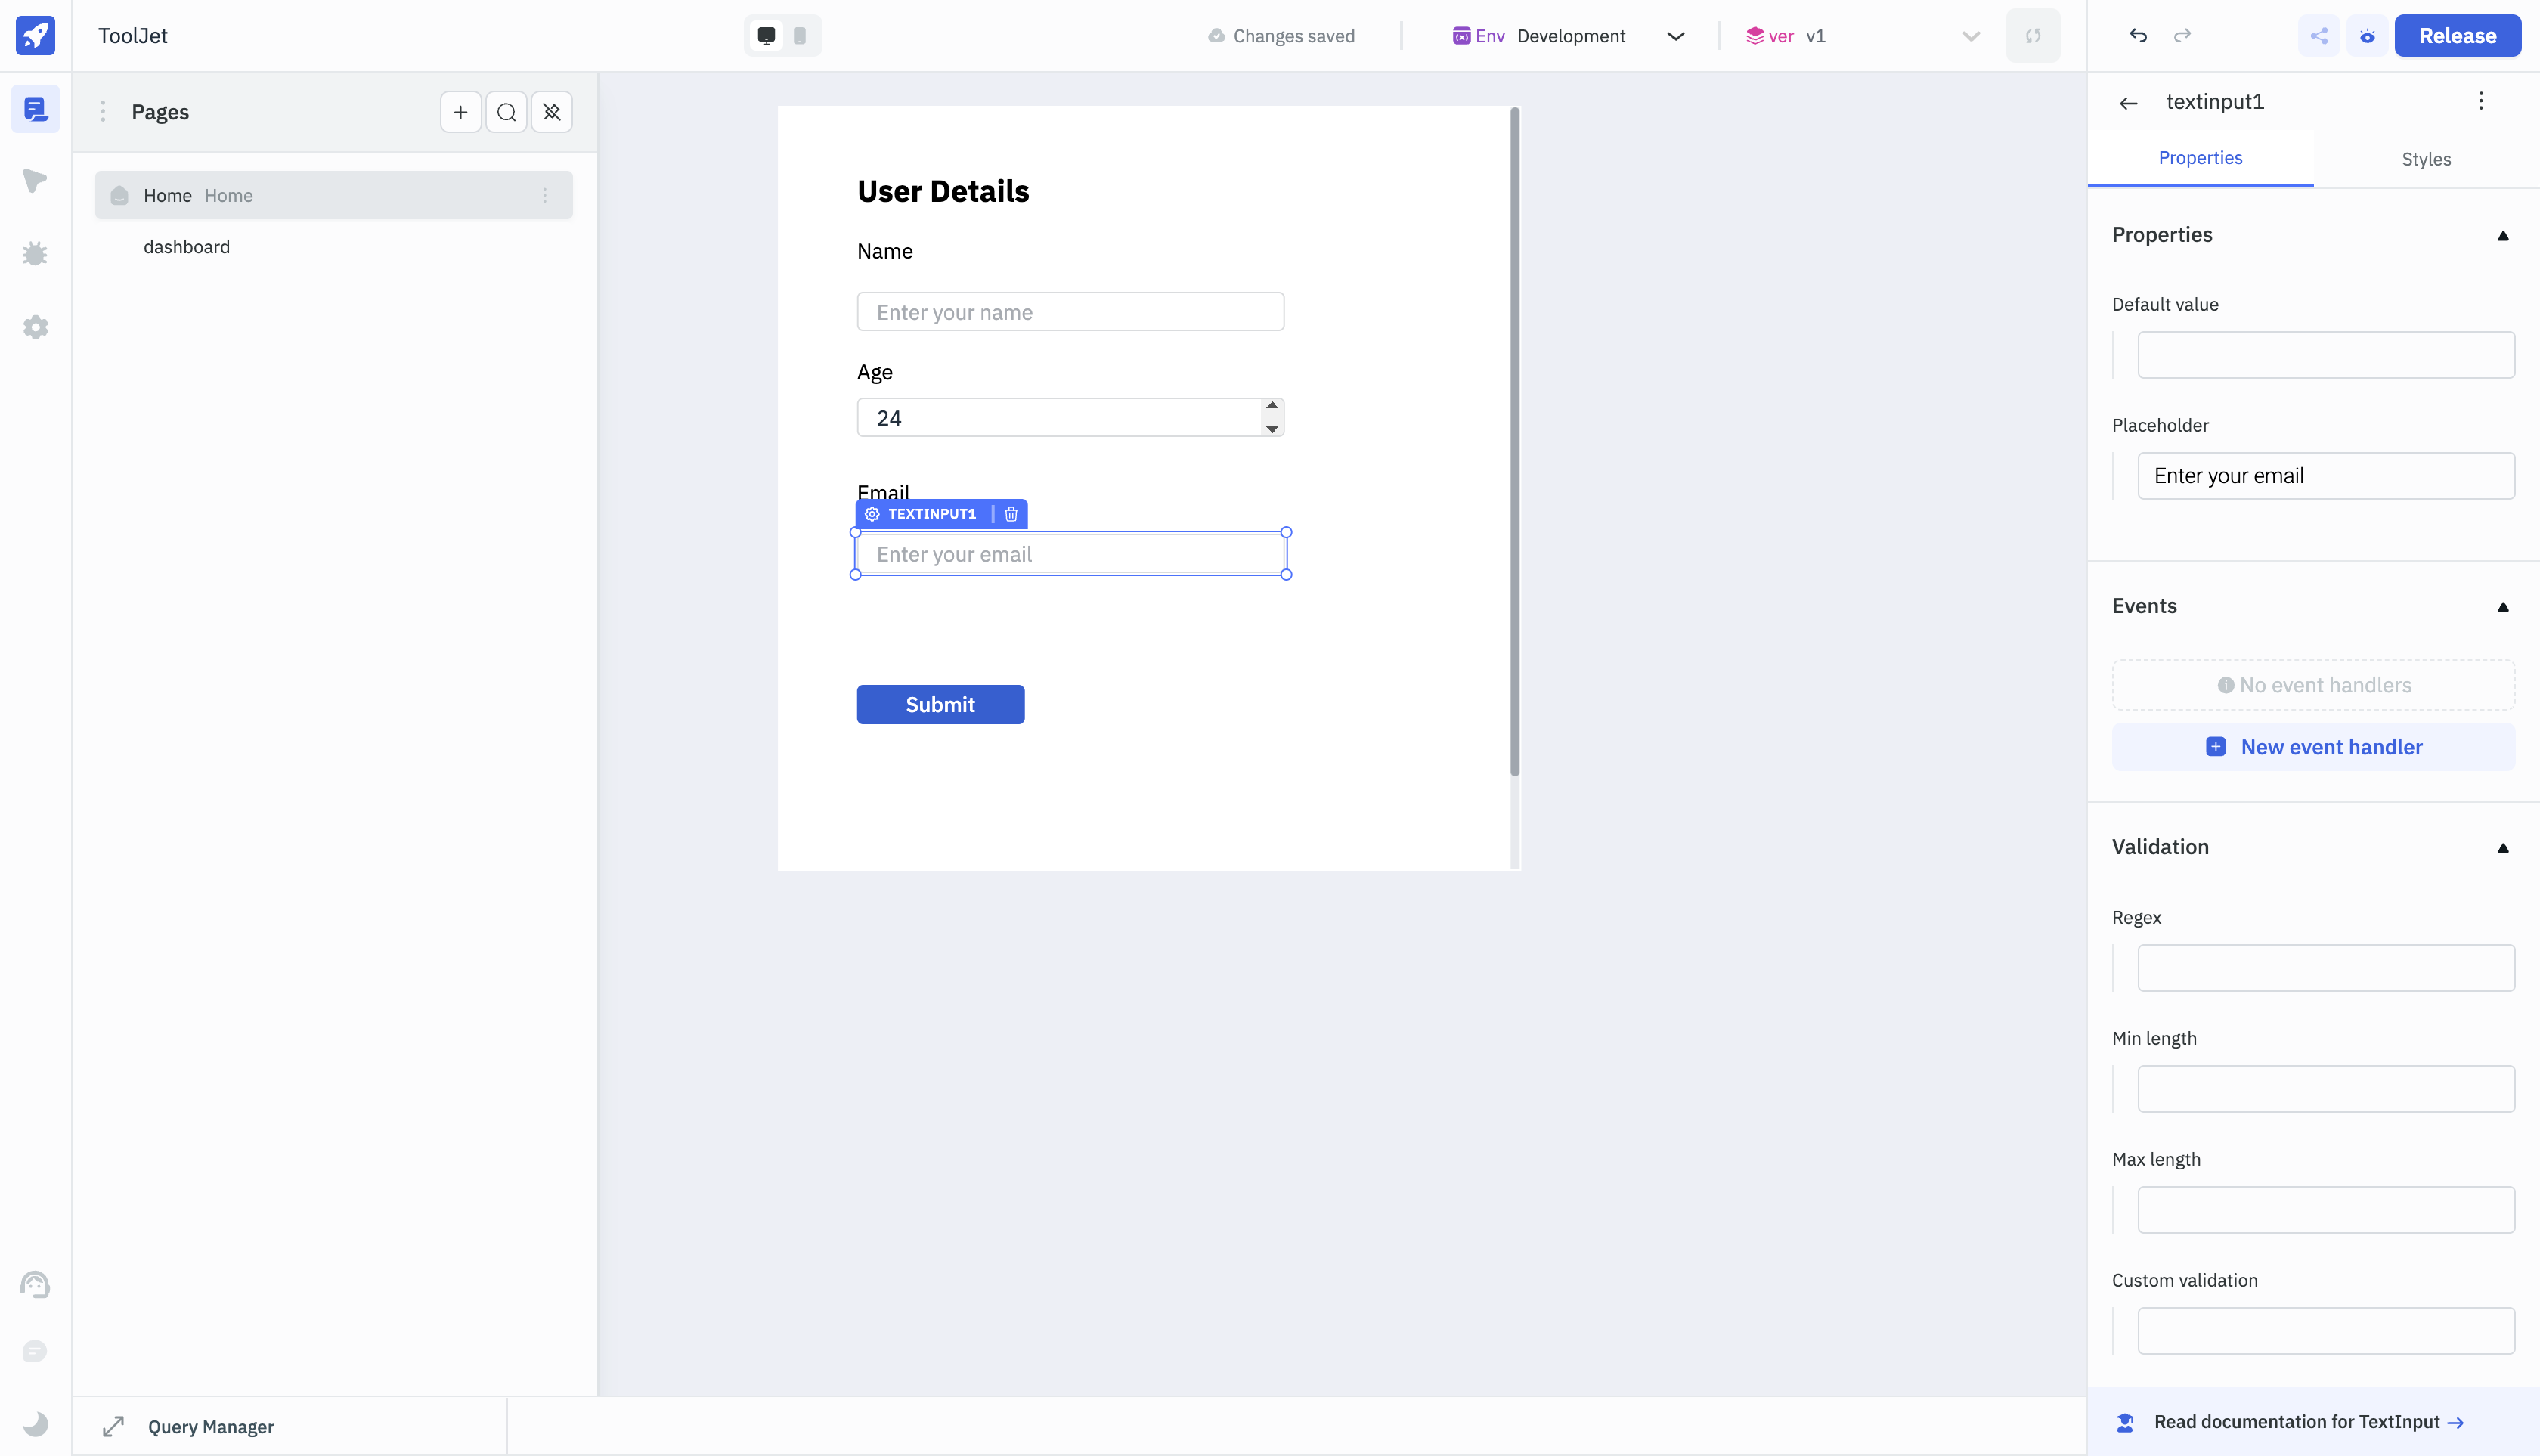 ToolJet
Changes saved
Env Development
ver v1
Release
Pages
Home Home
dashboard
User Details
Name
Enter your name
Age
24
Email
TEXTINPUT1
Enter your email
Submit
Query Manager
textinput1
Properties
Styles
Properties
Default value
Placeholder
Enter your email
Events
No event handlers
New event handler
Validation
Regex
Min length
Max length
Custom validation
Read documentation for TextInput →